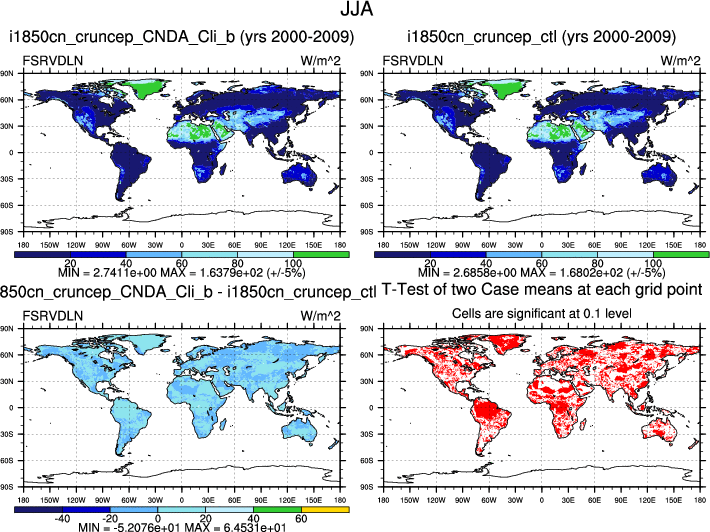 JJA
i1850cn_cruncep_CNDA_Cli_b (yrs 2000-2009)
FSRVDLN W/m^2
90N
60N
30N
0
30S
60S
90S
180 150W 120W 90W 60W 30W 0 30E 60E 90E 120E 150E 180
20 40 60 80 100
MIN = 2.7411e+00 MAX = 1.6379e+02 (+/-5%)
i1850cn_cruncep_ctl (yrs 2000-2009)
FSRVDLN W/m^2
90N
60N
30N
0
30S
60S
90S
180 150W 120W 90W 60W 30W 0 30E 60E 90E 120E 150E 180
20 40 60 80 100
MIN = 2.6858e+00 MAX = 1.6802e+02 (+/-5%)
850cn_cruncep_CNDA_Cli_b - i1850cn_cruncep_ctl
FSRVDLN W/m^2
90N
60N
30N
0
30S
60S
90S
180 150W 120W 90W 60W 30W 0 30E 60E 90E 120E 150E 180
-40 -20 0 20 40 60
MIN = -5.2076e+01 MAX = 6.4531e+01
T-Test of two Case means at each grid point
Cells are significant at 0.1 level
90N
60N
30N
0
30S
60S
90S
180 150W 120W 90W 60W 30W 0 30E 60E 90E 120E 150E 180